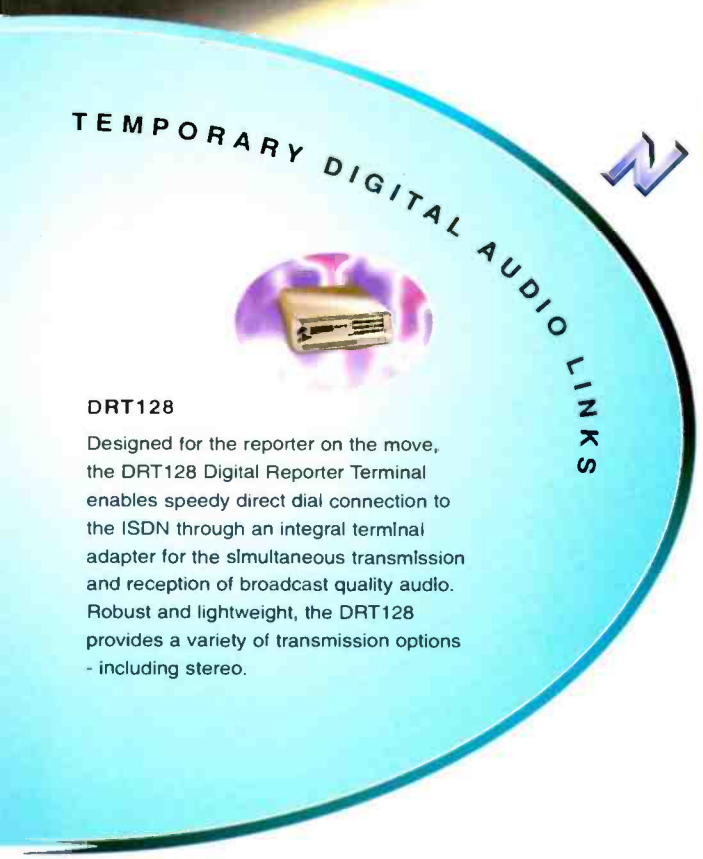 TEMPORARY DIGITAL AUDIO LINKS
N
DRT128
Designed for the reporter on the move,
the DRT128 Digital Reporter Terminal
enables speedy direct dial connection to
the ISDN through an integral terminal
adapter for the simultaneous transmission
and reception of broadcast quality audio.
Robust and lightweight, the DRT128
provides a variety of transmission options
- including stereo.